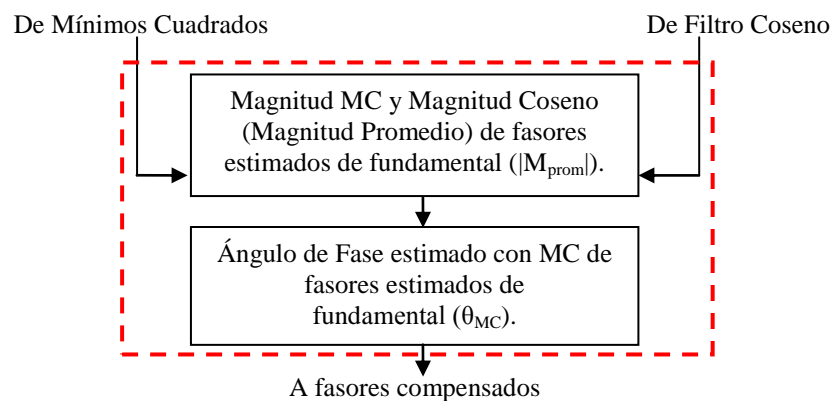 De Mínimos Cuadrados
De Filtro Coseno
Magnitud MC y Magnitud Coseno
(Magnitud Promedio) de fasores
estimados de fundamental (|Mprom|).
Ángulo de Fase estimado con MC de
fasores estimados de
fundamental (θMC).
A fasores compensados